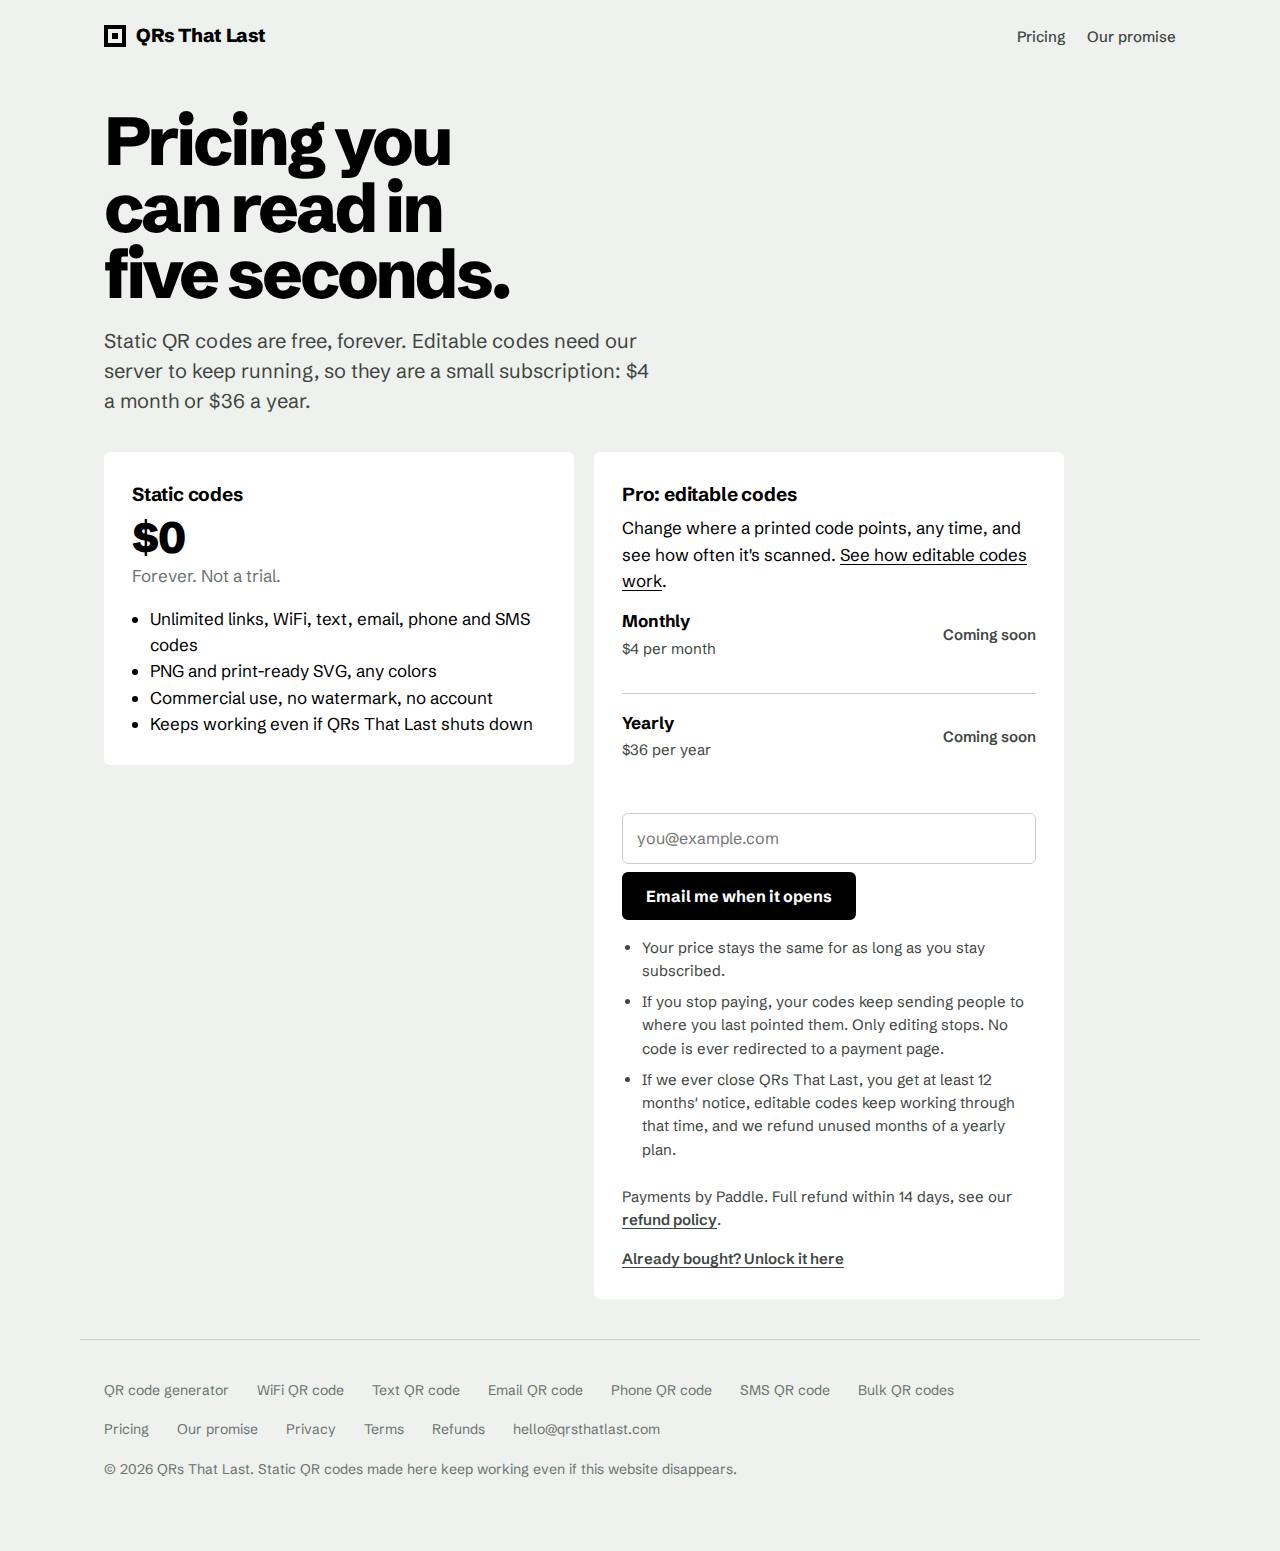 QRs That Last
Pricing
Our promise
Pricing you
can read in
five seconds.
Static QR codes are free, forever. Editable codes need our
server to keep running, so they are a small subscription: $4
a month or $36 a year.
Static codes
$0
Forever. Not a trial.
Unlimited links, WiFi, text, email, phone and SMS
codes
PNG and print-ready SVG, any colors
Commercial use, no watermark, no account
Keeps working even if QRs That Last shuts down
Pro: editable codes
Change where a printed code points, any time, and
see how often it's scanned. See how editable codes
work.
Monthly
$4 per month
Coming soon
Yearly
$36 per year
Coming soon
you@example.com
Email me when it opens
Your price stays the same for as long as you stay
subscribed.
If you stop paying, your codes keep sending people to
where you last pointed them. Only editing stops. No
code is ever redirected to a payment page.
If we ever close QRs That Last, you get at least 12
months' notice, editable codes keep working through
that time, and we refund unused months of a yearly
plan.
Payments by Paddle. Full refund within 14 days, see our
refund policy.
Already bought? Unlock it here
QR code generator WiFi QR code Text QR code Email QR code Phone QR code SMS QR code Bulk QR codes
Pricing Our promise Privacy Terms Refunds hello@qrsthatlast.com
© 2026 QRs That Last. Static QR codes made here keep working even if this website disappears.